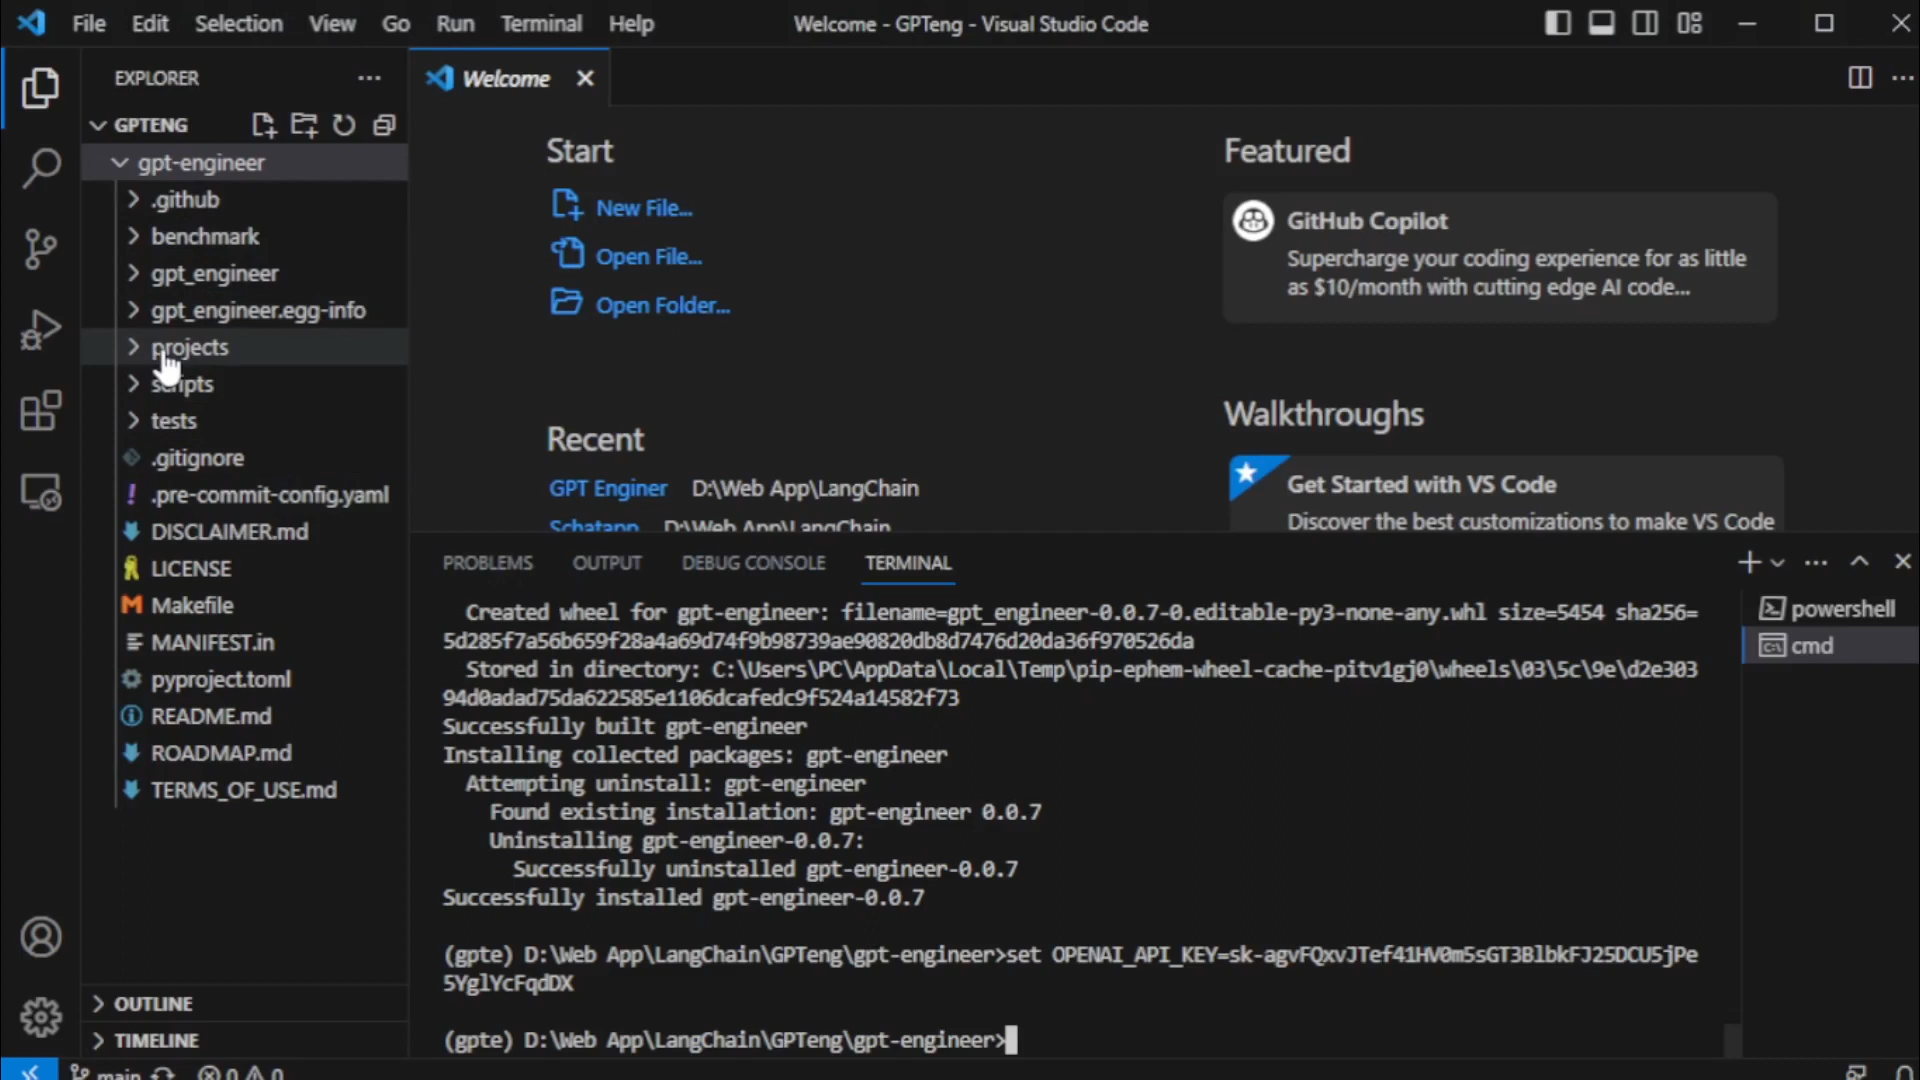 File Edit Selection View Go Run Terminal Help Welcome - GPTeng - Visual Studio Code
EXPLORER
Welcome
GPTENG
gpt-engineer
.github
benchmark
gpt_engineer
gpt_engineer.egg-info
projects
scripts
tests
.gitignore
.pre-commit-config.yaml
DISCLAIMER.md
LICENSE
Makefile
MANIFEST.in
pyproject.toml
README.md
ROADMAP.md
TERMS_OF_USE.md
OUTLINE
TIMELINE
Start
New File...
Open File...
Open Folder...
Recent
GPT Enginer D:\Web App\LangChain
Schatapp D:\Web App\LangChain
Featured
GitHub Copilot
Supercharge your coding experience for as little
as $10/month with cutting edge AI code...
Walkthroughs
Get Started with VS Code
Discover the best customizations to make VS Code
PROBLEMS OUTPUT DEBUG CONSOLE TERMINAL
powershell
cmd
Created wheel for gpt-engineer: filename=gpt_engineer-0.0.7-0.editable-py3-none-any.whl size=5454 sha256=
5d285f7a56b659f28a4a69d74f9b98739ae90820db8d7476d20da36f970526da
Stored in directory: C:\Users\PC\AppData\Local\Temp\pip-ephem-wheel-cache-pitv1gj0\wheels\03\5c\9e\d2e303
94d0adad75da622585e1106dcafedc9f524a14582f73
Successfully built gpt-engineer
Installing collected packages: gpt-engineer
Attempting uninstall: gpt-engineer
Found existing installation: gpt-engineer 0.0.7
Uninstalling gpt-engineer-0.0.7:
Successfully uninstalled gpt-engineer-0.0.7
Successfully installed gpt-engineer-0.0.7
(gpte) D:\Web App\LangChain\GPTeng\gpt-engineer>set OPENAI_API_KEY=sk-agvFQxvJTef41HV0m5sGT3BlbkFJ25DCU5jPe
5YglYcFqdDX
(gpte) D:\Web App\LangChain\GPTeng\gpt-engineer>
main 0 0